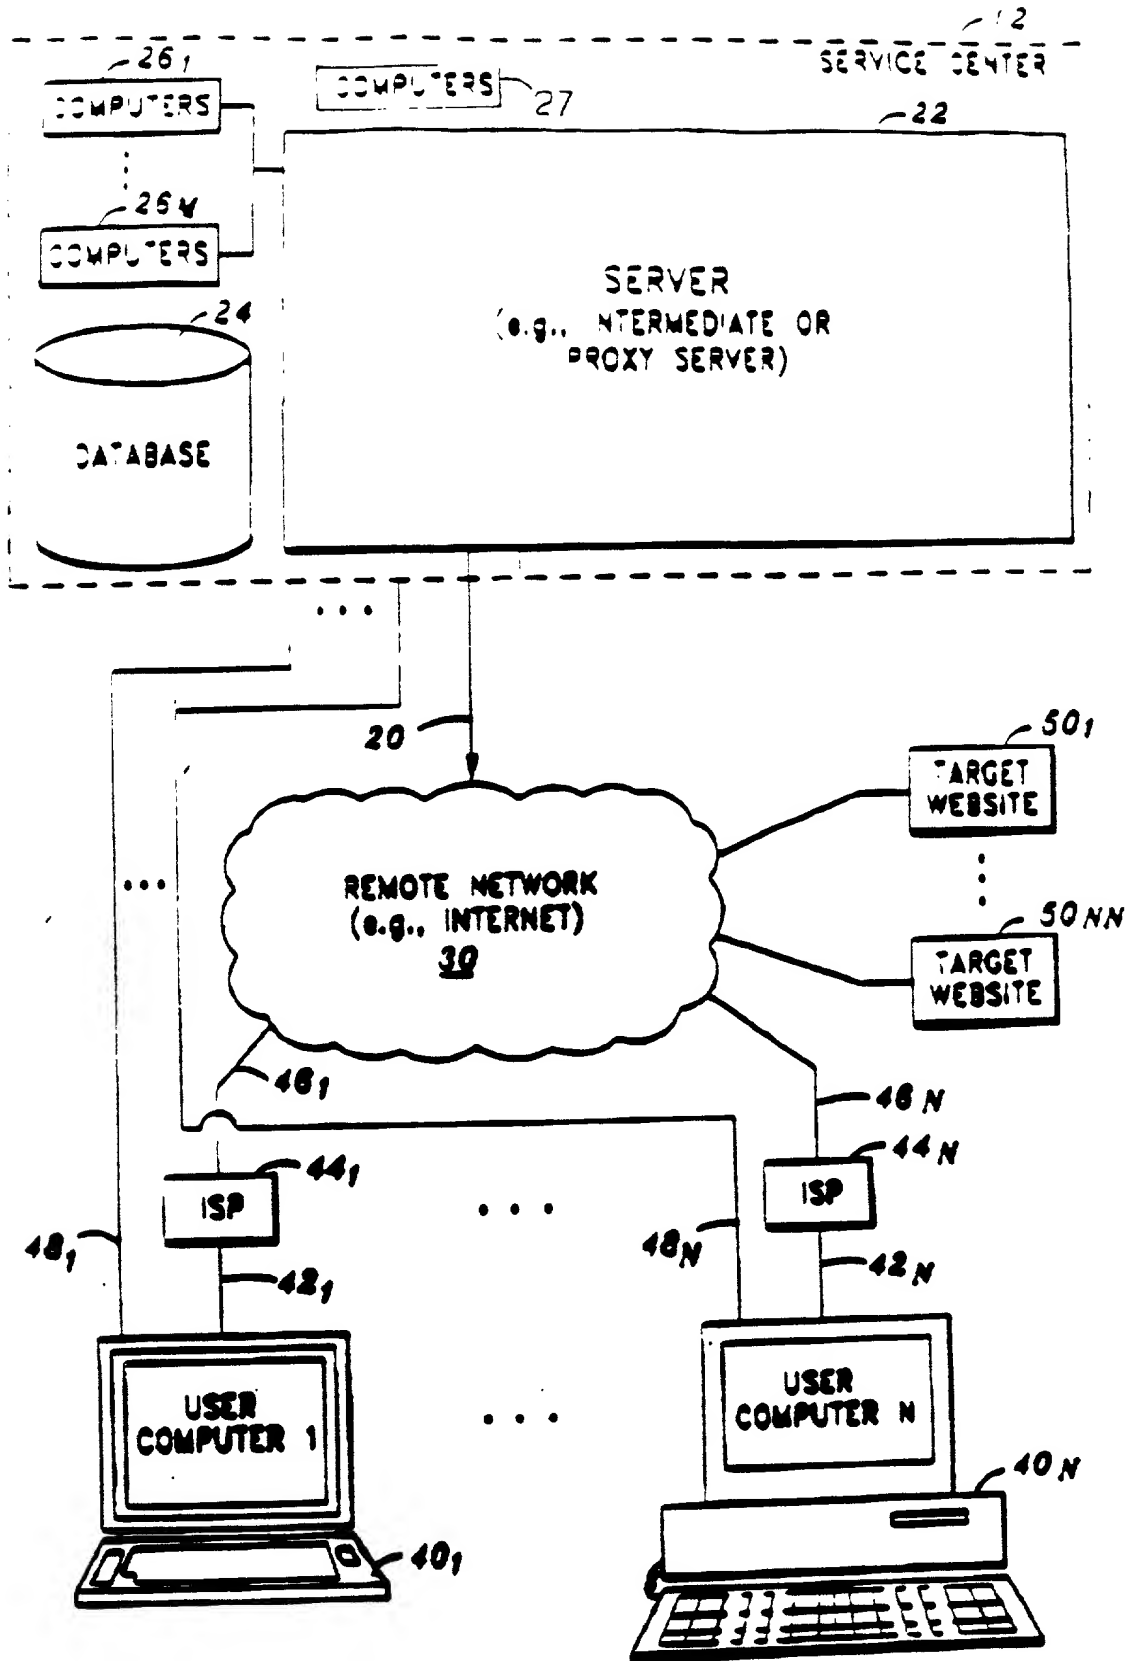 12
SERVICE CENTER
26₁
COMPUTERS
COMPUTERS
27
22
26M
COMPUTERS
24
DATABASE
SERVER
(e.g., INTERMEDIATE OR
PROXY SERVER)
20
50₁
TARGET
WEBSITE
REMOTE NETWORK
(e.g., INTERNET)
30
50NN
TARGET
WEBSITE
46₁
46N
44₁
ISP
44N
ISP
48₁
42₁
48N
42N
USER
COMPUTER 1
USER
COMPUTER N
40₁
40N